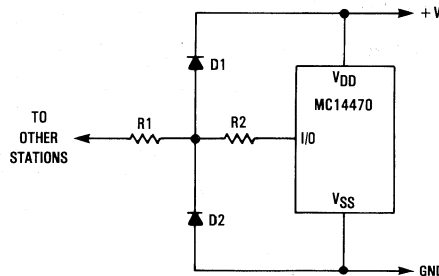 +V
D1
VDD
MC14470
TO
OTHER
STATIONS
R1
R2
I/O
VSS
D2
GND